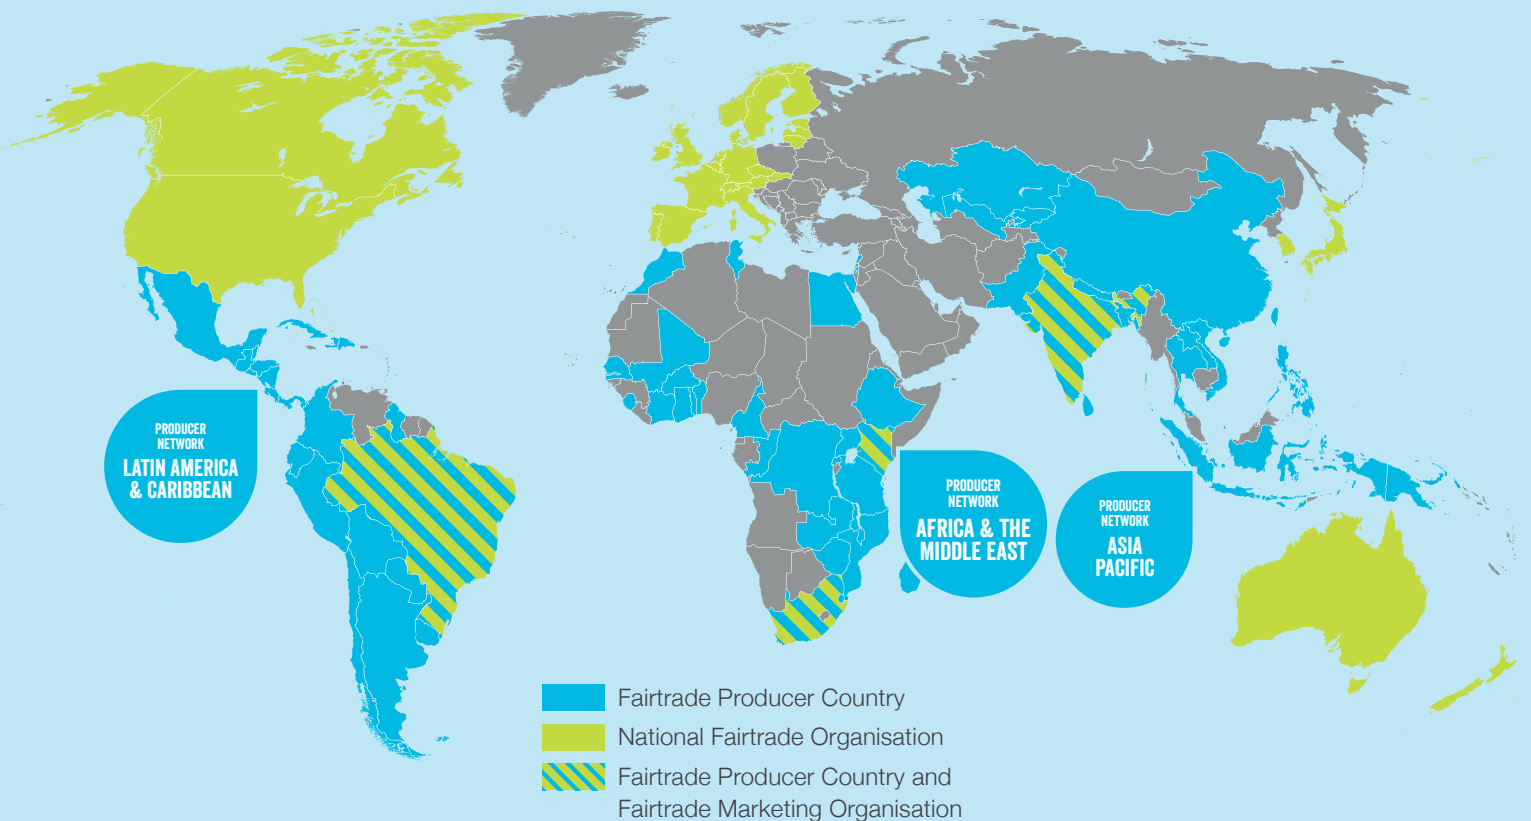 PRODUCER
NETWORK
LATIN AMERICA
& CARIBBEAN
PRODUCER
NETWORK
AFRICA & THE
MIDDLE EAST
PRODUCER
NETWORK
ASIA
PACIFIC
Fairtrade Producer Country
National Fairtrade Organisation
Fairtrade Producer Country and
Fairtrade Marketing Organisation